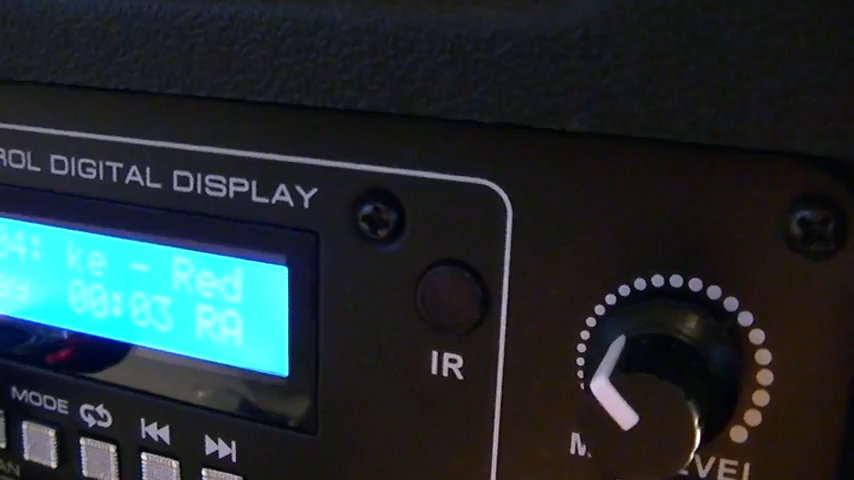 ROL DIGITAL DISPLAY
04: ke - Red
00:03 RA
IR
MODE